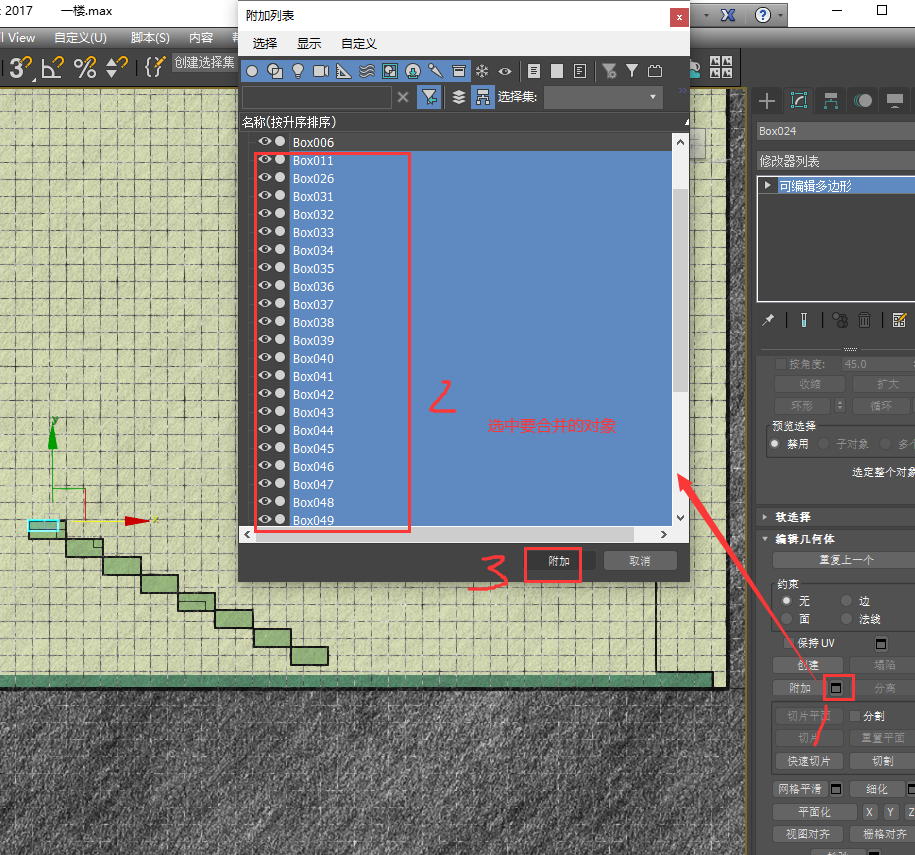 2017 一楼.max
附加列表
View 自定义(U) 脚本(S) 内容
选择 显示 自定义
3 % 创建选择集
选择集:
名称(按升序排序)
Box006
Box011
Box026
Box031
Box032
Box033
Box034
Box035
Box036
Box037
Box038
Box039
Box040
Box041
Box042
Box043
Box044
Box045
Box046
Box047
Box048
Box049
2
选中要合并的对象
3
附加 取消
y
x
Box024
修改器列表
可编辑多边形
按角度: 45.0
收缩 扩大
环形 循环
预览选择
禁用 子对象 多个
选定整个对象
软选择
编辑几何体
重复上一个
约束
无 边
面 法线
保持 UV
创建 塌陷
附加 分离
1
切片平面 分割
切片 重置平面
快速切片 切割
网格平滑 细化
平面化 X Y Z
视图对齐 栅格对齐